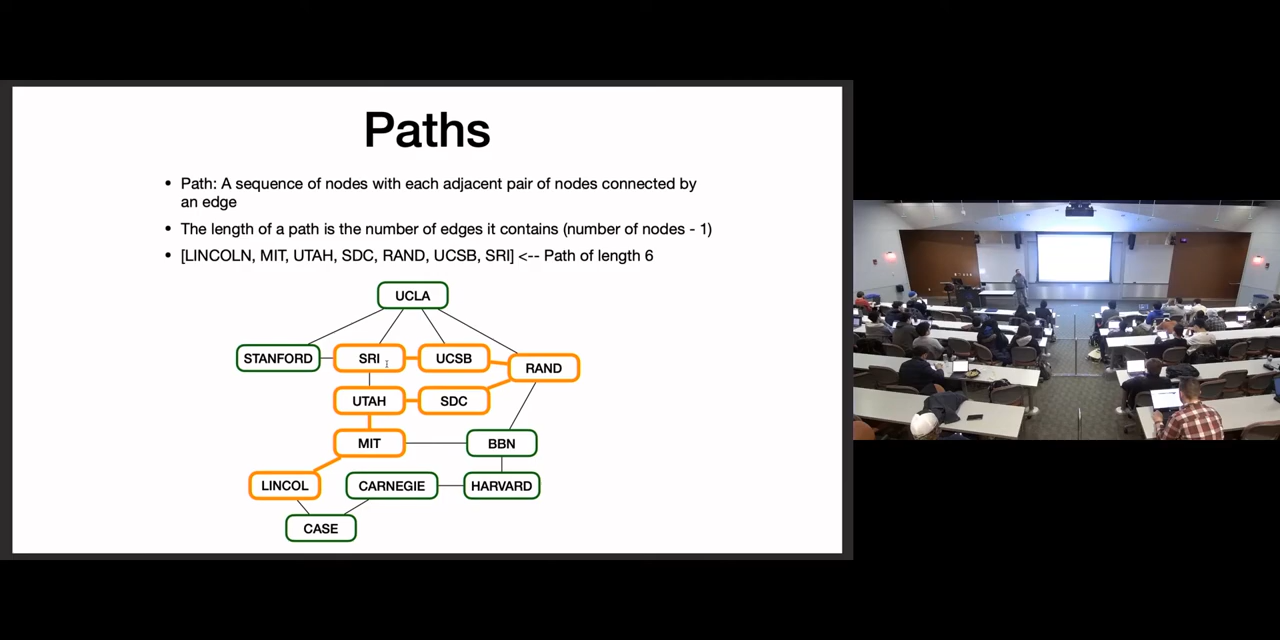 Paths
• Path: A sequence of nodes with each adjacent pair of nodes connected by
an edge
• The length of a path is the number of edges it contains (number of nodes - 1)
• [LINCOLN, MIT, UTAH, SDC, RAND, UCSB, SRI] <-- Path of length 6
UCLA
STANFORD
SRI
UCSB
RAND
UTAH
SDC
MIT
BBN
LINCOL
CARNEGIE
HARVARD
CASE